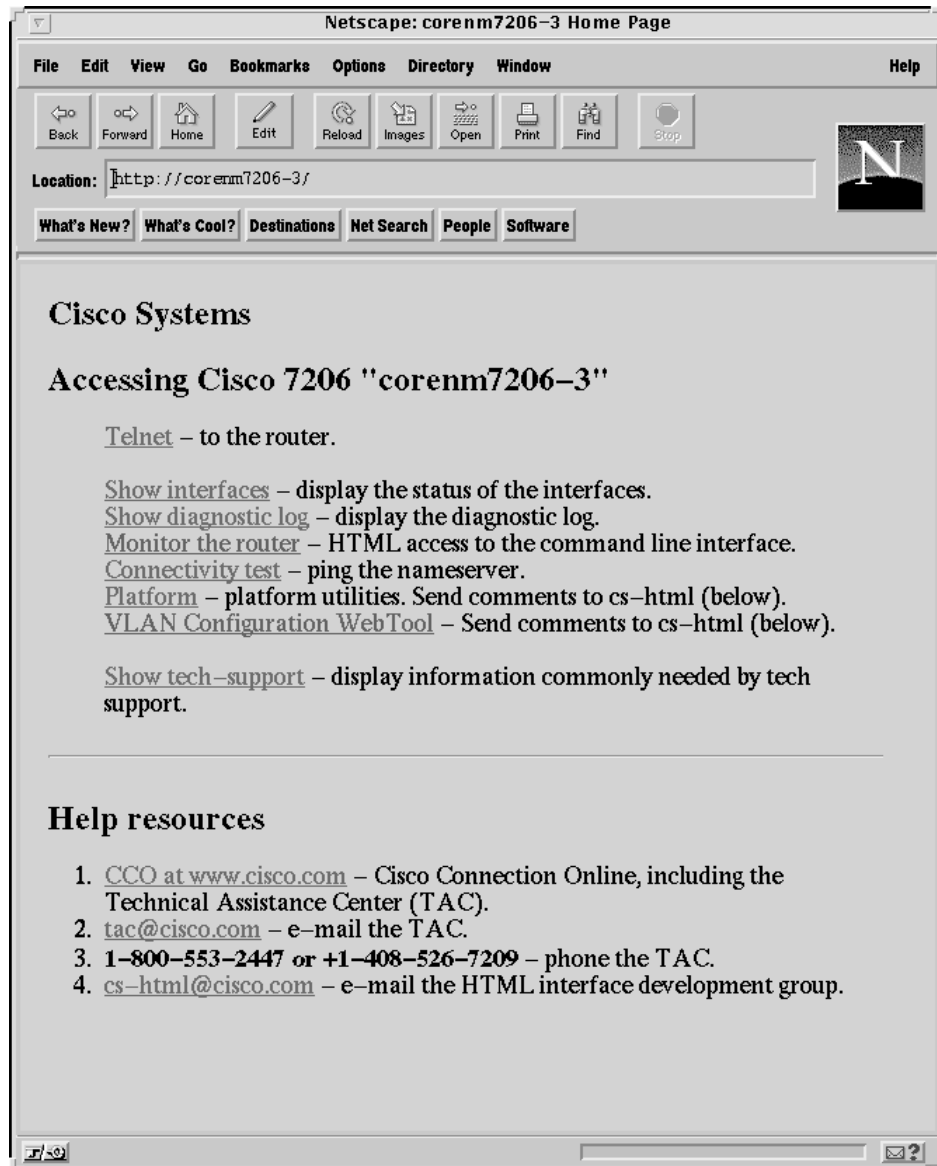 Netscape: corenm7206-3 Home Page
File Edit View Go Bookmarks Options Directory Window Help
Back Forward Home Edit Reload Images Open Print Find Stop
N
Location: http://corenm7206-3/
What's New? What's Cool? Destinations Net Search People Software
Cisco Systems
Accessing Cisco 7206 "corenm7206-3"
Telnet – to the router.
Show interfaces – display the status of the interfaces.
Show diagnostic log – display the diagnostic log.
Monitor the router – HTML access to the command line interface.
Connectivity test – ping the nameserver.
Platform – platform utilities. Send comments to cs-html (below).
VLAN Configuration WebTool – Send comments to cs-html (below).
Show tech-support – display information commonly needed by tech
support.
Help resources
1. CCO at www.cisco.com – Cisco Connection Online, including the
Technical Assistance Center (TAC).
2. tac@cisco.com – e-mail the TAC.
3. 1-800-553-2447 or +1-408-526-7209 – phone the TAC.
4. cs-html@cisco.com – e-mail the HTML interface development group.
?